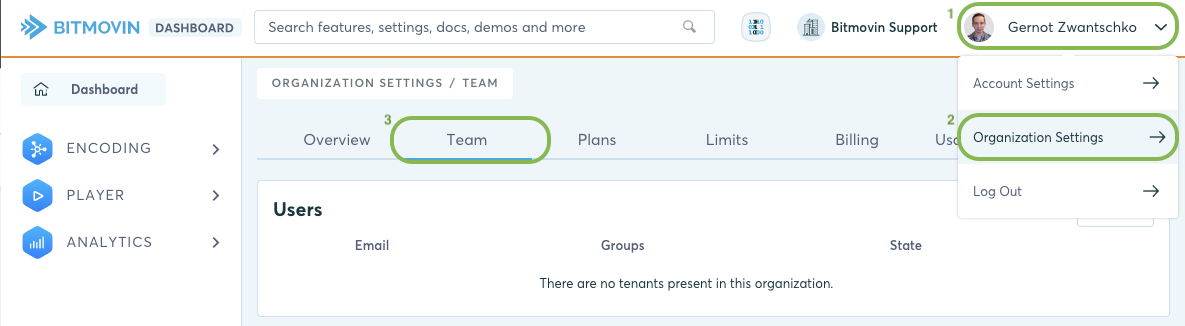 BITMOVIN DASHBOARD
Search features, settings, docs, demos and more
Bitmovin Support
1
Gernot Zwantschko
Account Settings
2
Organization Settings
Log Out
Dashboard
ENCODING
PLAYER
ANALYTICS
ORGANIZATION SETTINGS / TEAM
3
Overview Team Plans Limits Billing
Users
Email Groups State
There are no tenants present in this organization.